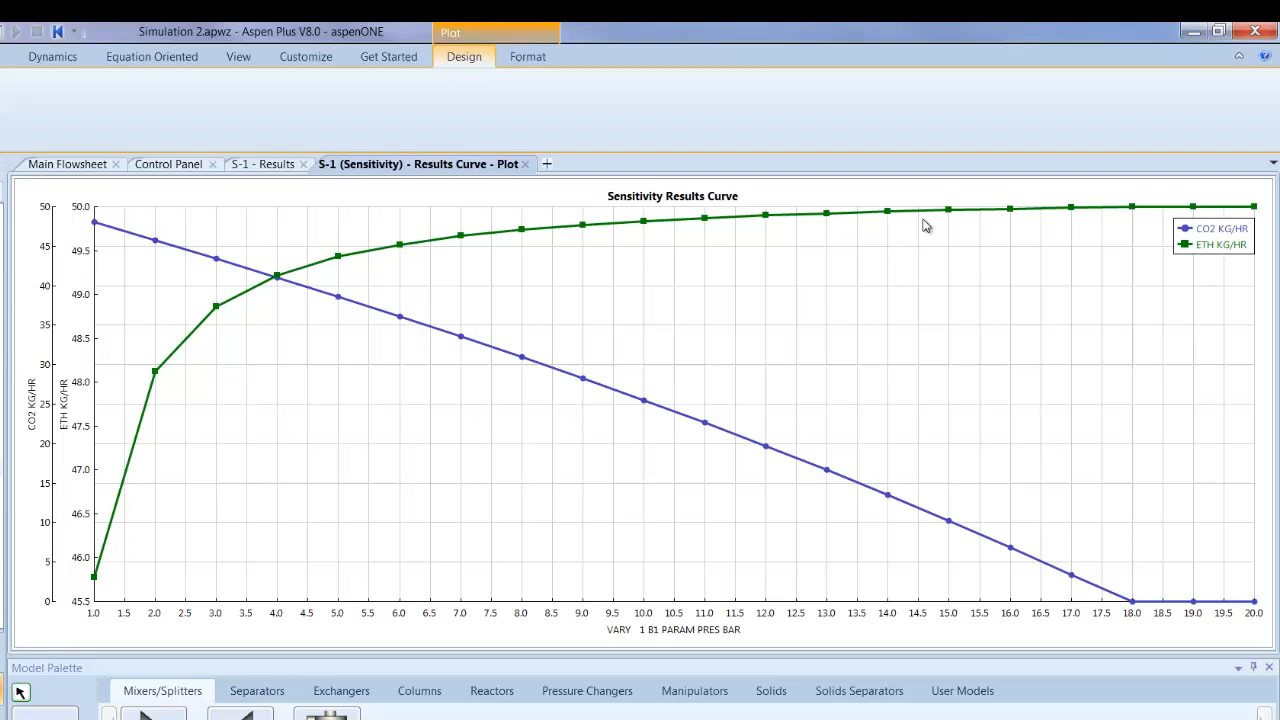 Simulation 2.apwz - Aspen Plus V8.0 - aspenONE
Plot
Dynamics Equation Oriented View Customize Get Started Design Format
Main Flowsheet Control Panel S-1 - Results S-1 (Sensitivity) - Results Curve - Plot
Sensitivity Results Curve
CO2 KG/HR
ETH KG/HR
50
45
40
35
30
25
20
15
10
5
0
CO2 KG/HR
50.0
49.5
49.0
48.5
48.0
47.5
47.0
46.5
46.0
45.5
ETH KG/HR
1.0 1.5 2.0 2.5 3.0 3.5 4.0 4.5 5.0 5.5 6.0 6.5 7.0 7.5 8.0 8.5 9.0 9.5 10.0 10.5 11.0 11.5 12.0 12.5 13.0 13.5 14.0 14.5 15.0 15.5 16.0 16.5 17.0 17.5 18.0 18.5 19.0 19.5 20.0
VARY 1 B1 PARAM PRES BAR
Model Palette
Mixers/Splitters Separators Exchangers Columns Reactors Pressure Changers Manipulators Solids Solids Separators User Models